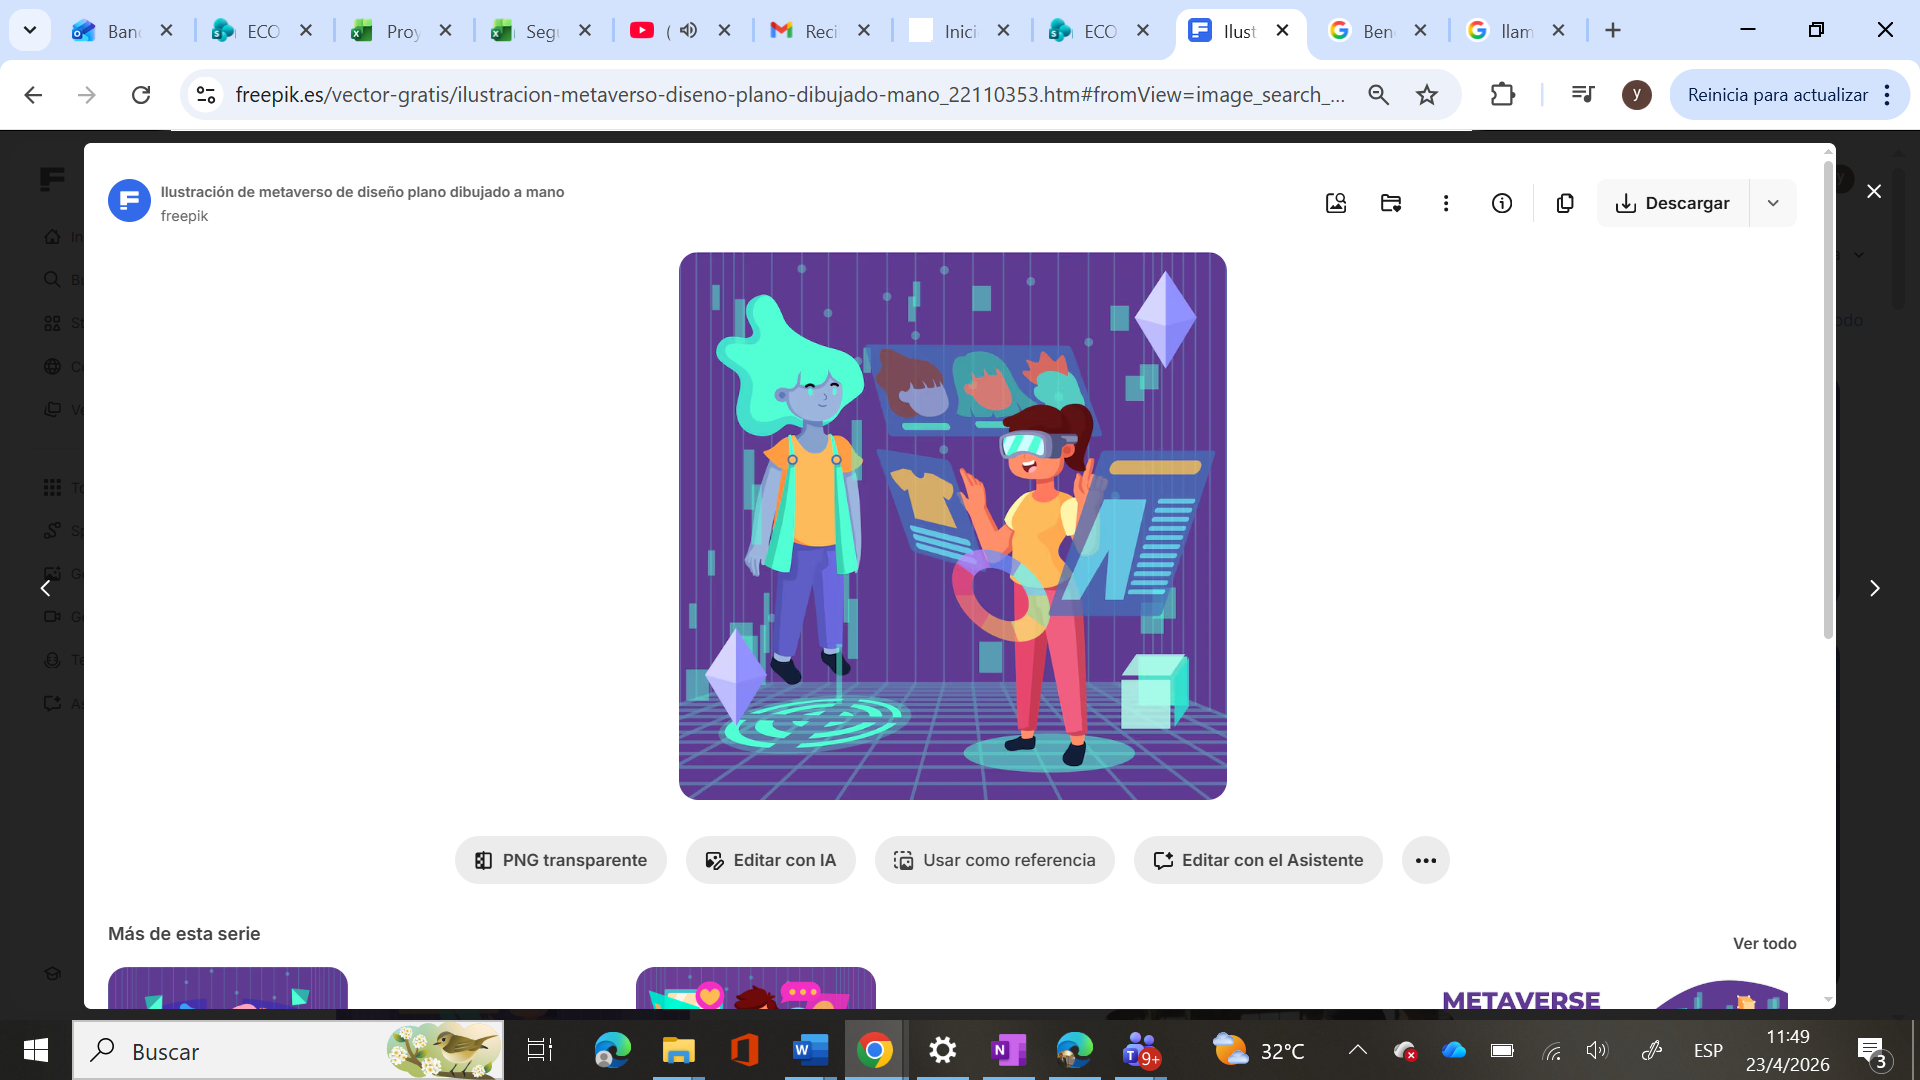 Ban
ECO
Proy
Segu
(
Reci
Inici
ECO
Ilust
Ben
llam
freepik.es/vector-gratis/ilustracion-metaverso-diseno-plano-dibujado-mano_22110353.htm#fromView=image_search_...
y
Reinicia para actualizar
Ilustración de metaverso de diseño plano dibujado a mano
freepik
Descargar
PNG transparente
Editar con IA
Usar como referencia
Editar con el Asistente
Más de esta serie
Ver todo
METAVERSE
Buscar
9+
32°C
ESP
11:49
23/4/2026
3